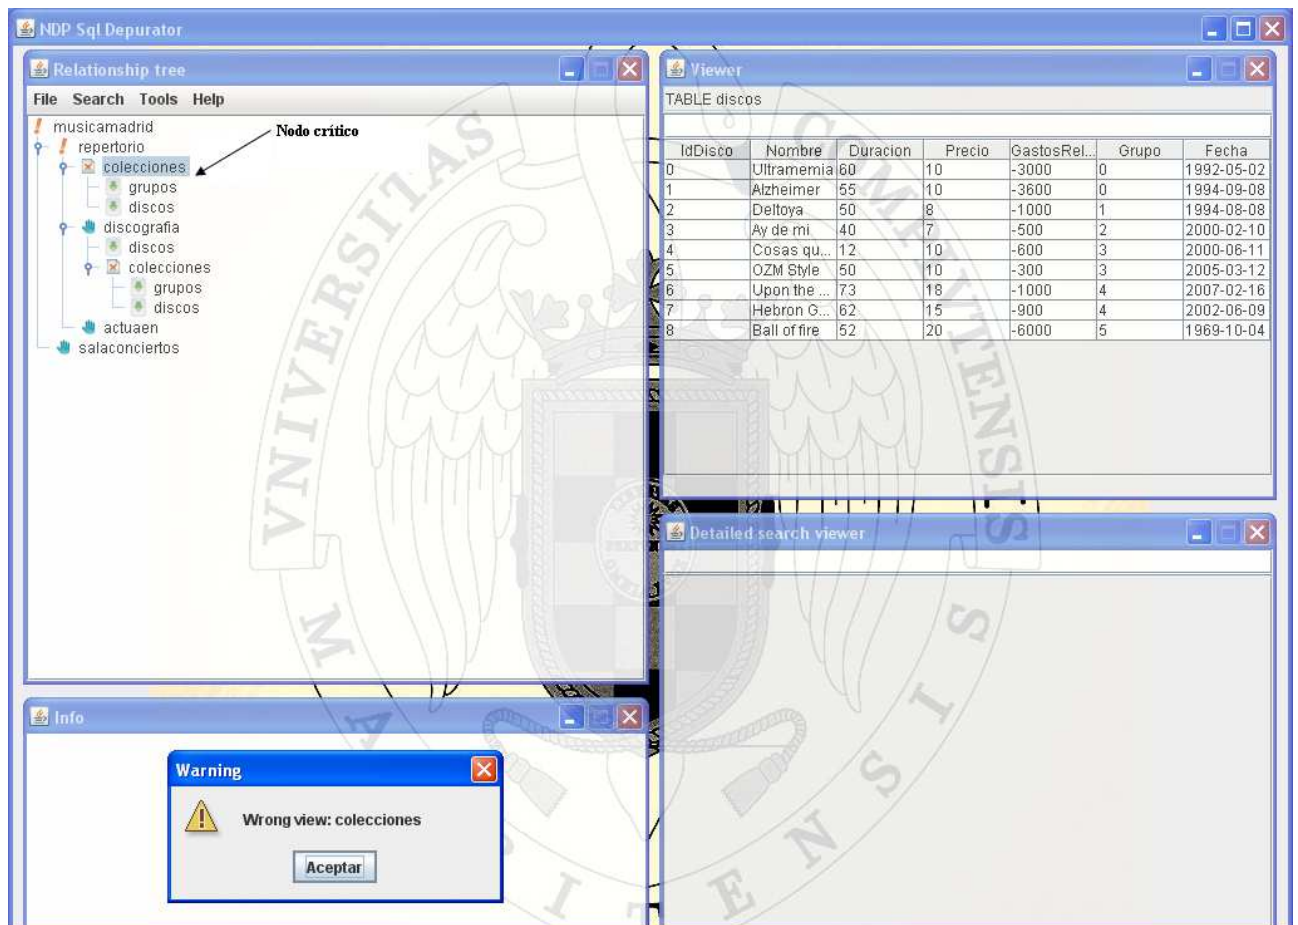 NDP Sql Depurator
Relationship tree
File Search Tools Help
musicamadrid
repertorio
Nodo crítico
colecciones
grupos
discos
discografia
discos
colecciones
grupos
discos
actuaen
salaconciertos
Viewer
TABLE discos
IdDisco Nombre Duracion Precio GastosRel... Grupo Fecha
0 Ultramemia 60 10 -3000 0 1992-05-02
1 Alzheimer 55 10 -3600 0 1994-09-08
2 Deltoya 50 8 -1000 1 1994-08-08
3 Ay de mi 40 7 -500 2 2000-02-10
4 Cosas qu... 12 10 -600 3 2000-06-11
5 OZM Style 50 10 -300 3 2005-03-12
6 Upon the ... 73 18 -1000 4 2007-02-16
7 Hebron G... 62 15 -900 4 2002-06-09
8 Ball of fire 52 20 -6000 5 1969-10-04
Detailed search viewer
Info
Warning
Wrong view: colecciones
Aceptar